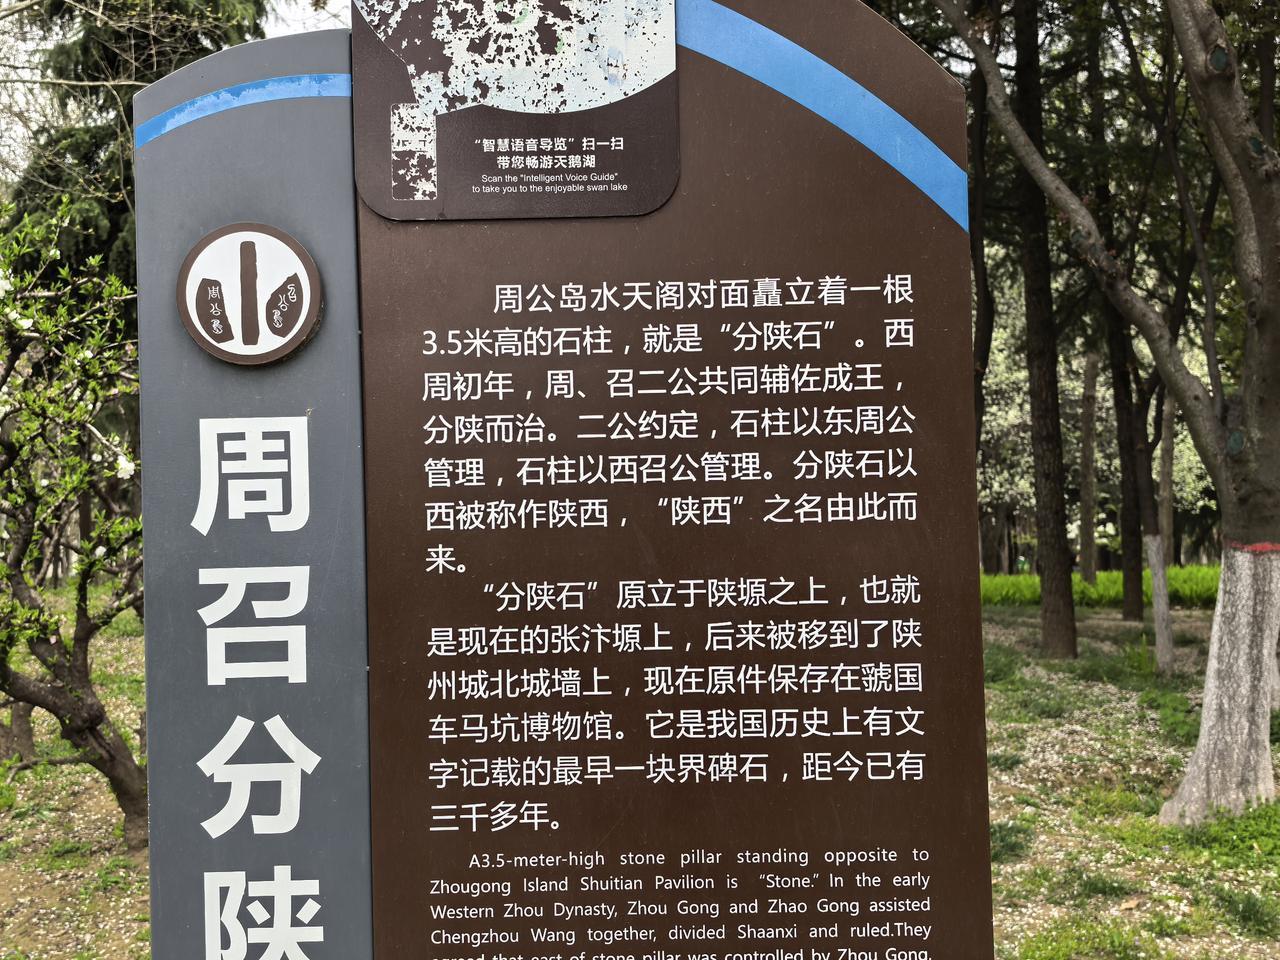 “智慧语音导览”扫一扫
带您畅游天鹅湖
Scan the "Intelligent Voice Guide"
to take you to the enjoyable swan lake
周召分陕
周公岛水天阁对面矗立着一根
3.5米高的石柱，就是“分陕石”。西
周初年，周、召二公共同辅佐成王，
分陕而治。二公约定，石柱以东周公
管理，石柱以西召公管理。分陕石以
西被称作陕西，“陕西”之名由此而
来。
“分陕石”原立于陕塬之上，也就
是现在的张汴塬上，后来被移到了陕
州城北城墙上，现在原件保存在虢国
车马坑博物馆。它是我国历史上有文
字记载的最早一块界碑石，距今已有
三千多年。
A3.5-meter-high stone pillar standing opposite to
Zhougong Island Shuitian Pavilion is “Stone.” In the early
Western Zhou Dynasty, Zhou Gong and Zhao Gong assisted
Chengzhou Wang together, divided Shaanxi and ruled.They
agreed that east of stone pillar was controlled by Zhou Gong,